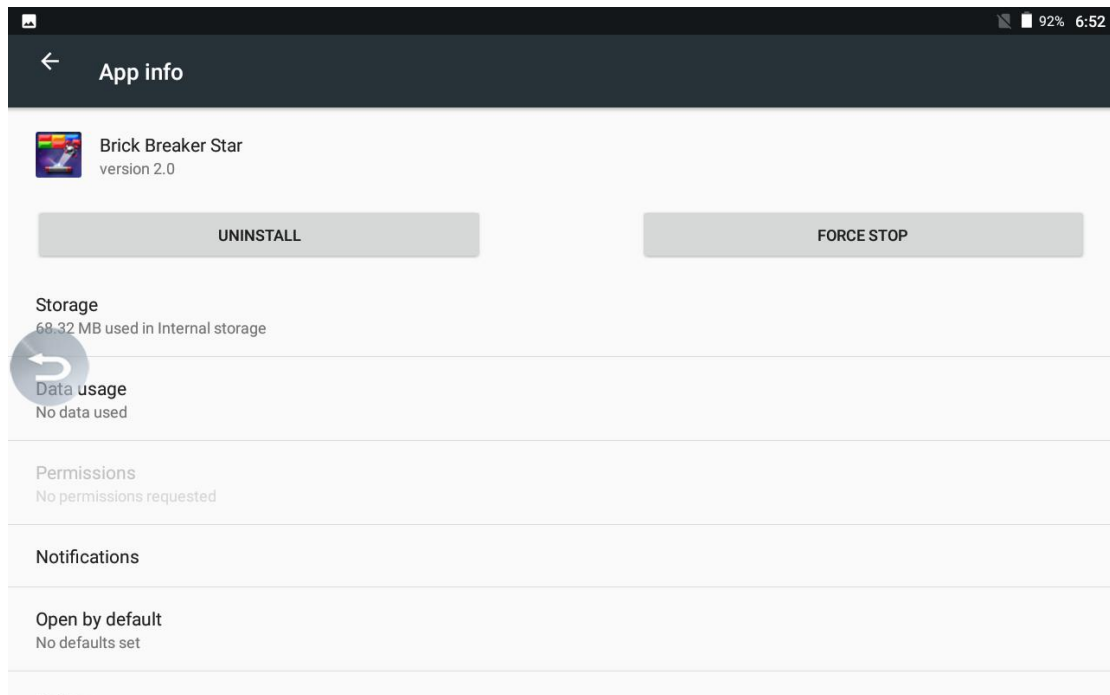 92% 6:52
App info
Brick Breaker Star
version 2.0
UNINSTALL
FORCE STOP
Storage
68.32 MB used in Internal storage
Data usage
No data used
Permissions
No permissions requested
Notifications
Open by default
No defaults set